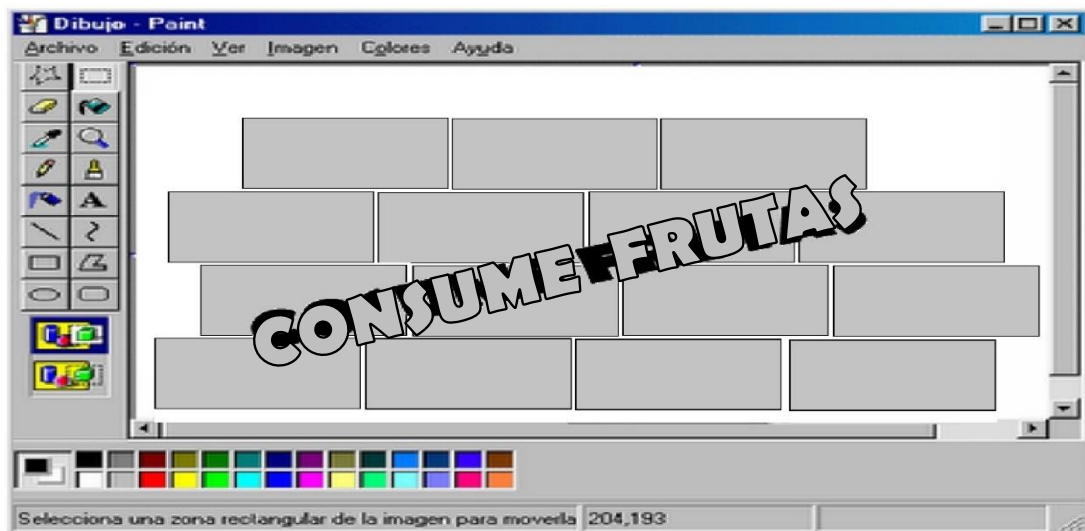 Dibujo - Paint
Archivo Edición Ver Imagen Colores Ayuda
CONSUME FRUTAS
Selecciona una zona rectangular de la imagen para moverla 204,193